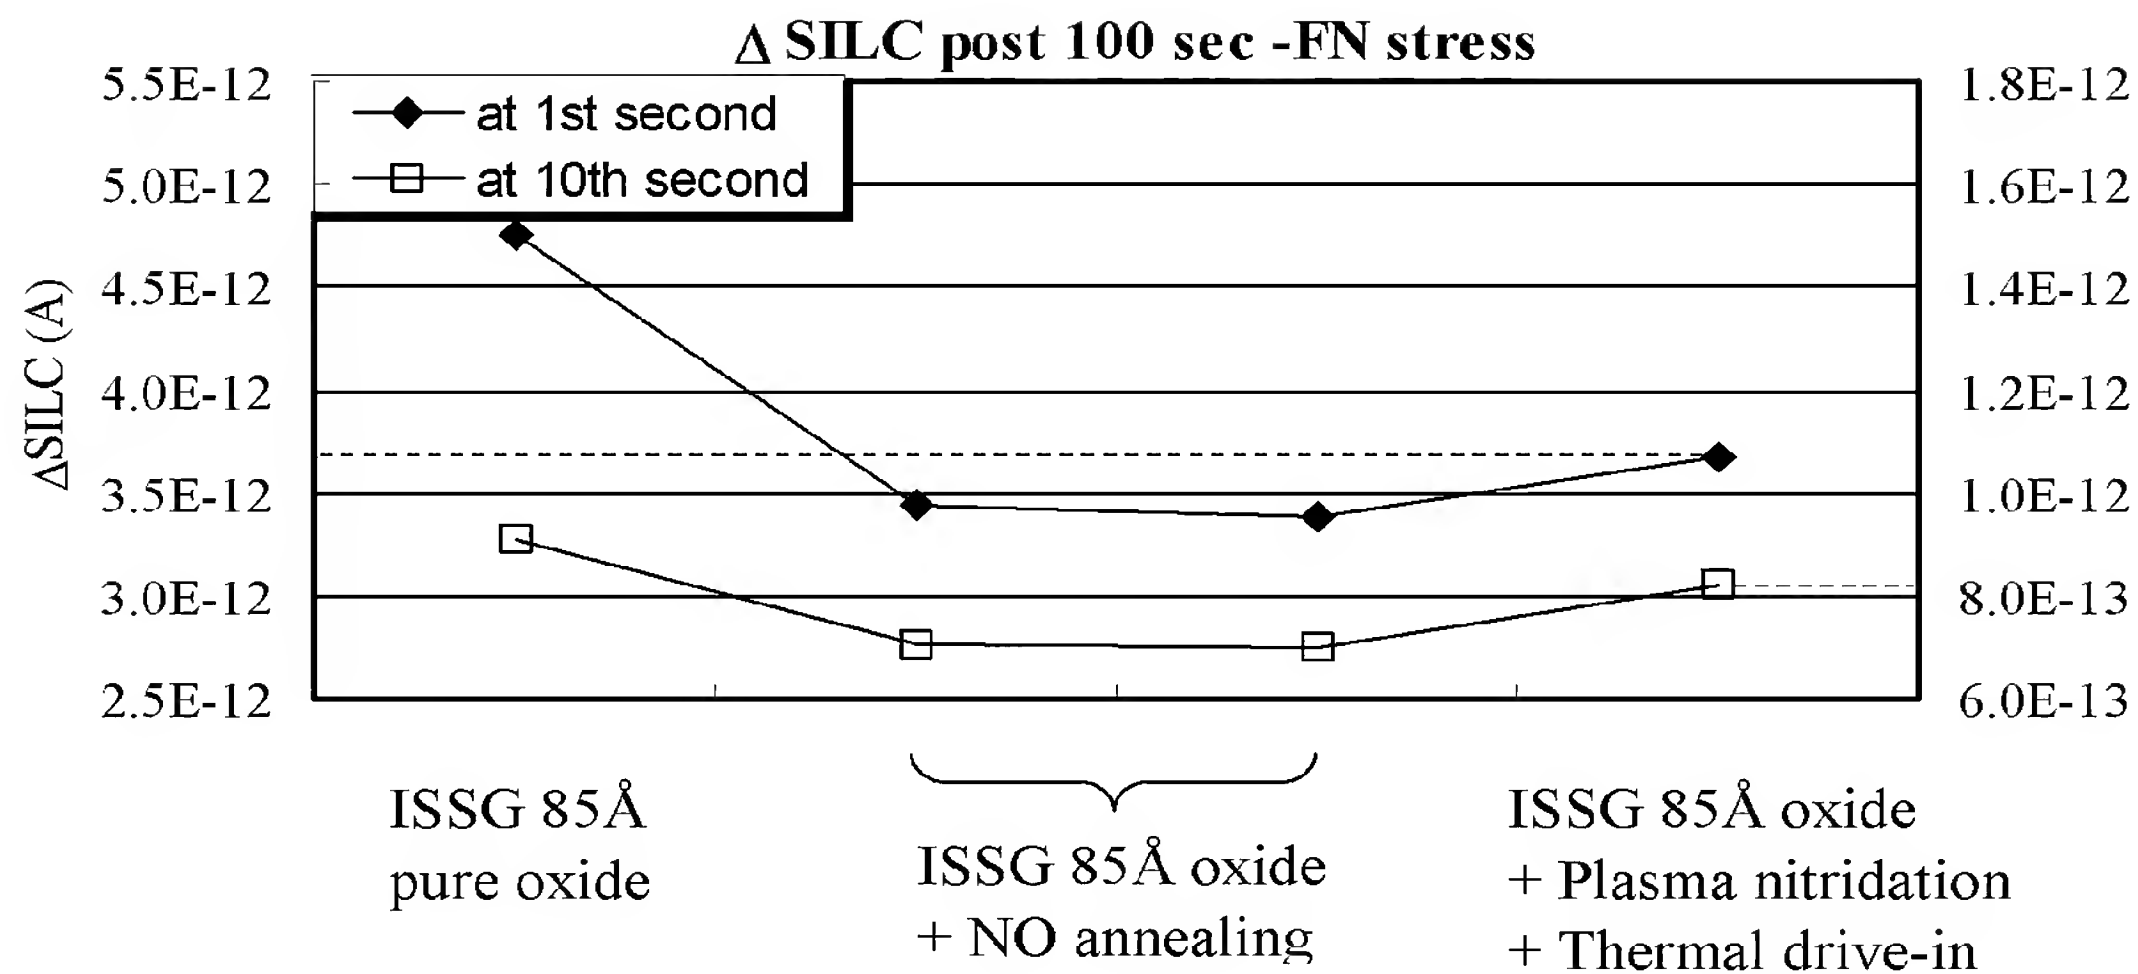 Δ SILC post 100 sec -FN stress
5.5E-12
5.0E-12
4.5E-12
4.0E-12
3.5E-12
3.0E-12
2.5E-12
ΔSILC (A)
at 1st second
at 10th second
1.8E-12
1.6E-12
1.4E-12
1.2E-12
1.0E-12
8.0E-13
6.0E-13
ISSG 85Å
pure oxide
ISSG 85Å oxide
+ NO annealing
ISSG 85Å oxide
+ Plasma nitridation
+ Thermal drive-in